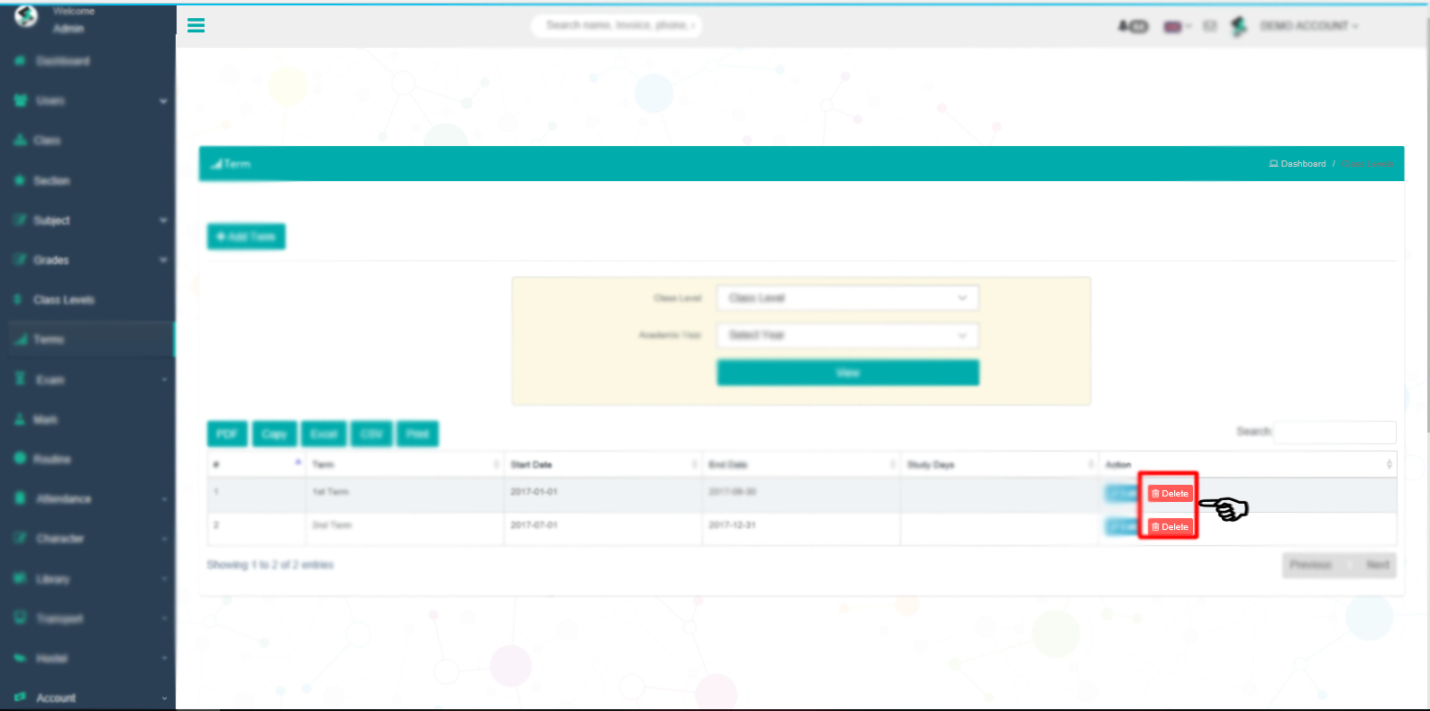 Welcome
Admin
Search name, Invoice, phone,
DEMO ACCOUNT
Dashboard
Users
Class
Section
Subject
Grades
Class Levels
Terms
Exam
Mark
Routine
Attendance
Character
Library
Transport
Hostel
Account
Term
Dashboard / Class Levels
Add Term
Class Level Class Level
Academic Year Select Year
View
PDF Copy Excel CSV Print
Search:
# Term Start Date End Date Study Days Action
1 1st Term 2017-01-01 2017-06-30 Delete
2 2nd Term 2017-07-01 2017-12-31 Delete
Showing 1 to 2 of 2 entries
Previous 1 Next